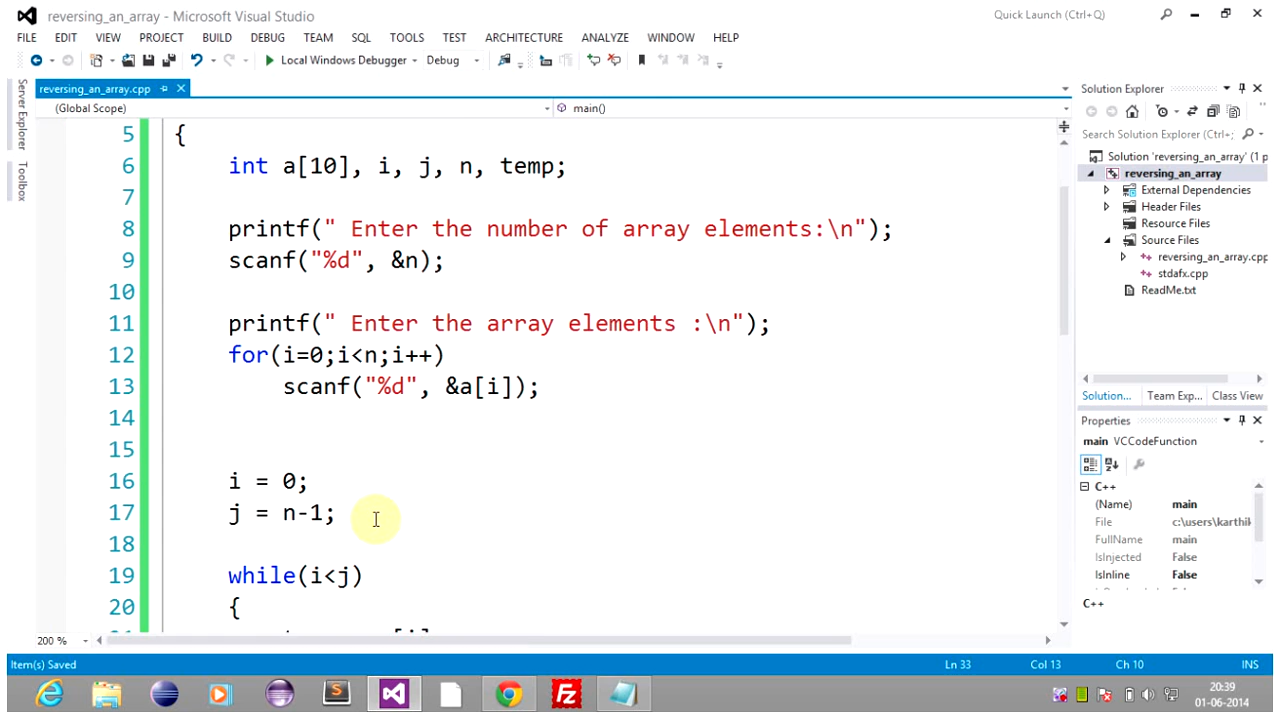 reversing_an_array - Microsoft Visual Studio
Quick Launch (Ctrl+Q)
FILE EDIT VIEW PROJECT BUILD DEBUG TEAM SQL TOOLS TEST ARCHITECTURE ANALYZE WINDOW HELP
Local Windows Debugger Debug
Server Explorer
Toolbox
reversing_an_array.cpp
(Global Scope) main()
5 {
6 int a[10], i, j, n, temp;
7
8 printf(" Enter the number of array elements:\n");
9 scanf("%d", &n);
10
11 printf(" Enter the array elements :\n");
12 for(i=0;i<n;i++)
13 scanf("%d", &a[i]);
14
15
16 i = 0;
17 j = n-1;
18
19 while(i<j)
20 {
200 %
Solution Explorer
Search Solution Explorer (Ctrl+;
Solution 'reversing_an_array' (1 p
reversing_an_array
External Dependencies
Header Files
Resource Files
Source Files
reversing_an_array.cpp
stdafx.cpp
ReadMe.txt
Solution... Team Exp... Class View
Properties
main VCCodeFunction
C++
(Name) main
File c:\users\karthik
FullName main
IsInjected False
IsInline False
C++
Item(s) Saved Ln 33 Col 13 Ch 10 INS
20:39
01-06-2014